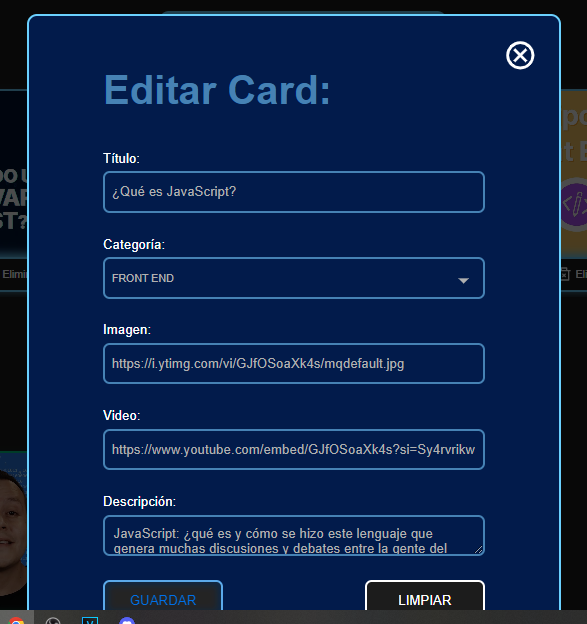 Editar Card:
Título:
¿Qué es JavaScript?
Categoría:
FRONT END
Imagen:
https://i.ytimg.com/vi/GJfOSoaXk4s/mqdefault.jpg
Video:
https://www.youtube.com/embed/GJfOSoaXk4s?si=Sy4rvrikw
Descripción:
JavaScript: ¿qué es y cómo se hizo este lenguaje que
genera muchas discusiones y debates entre la gente del
GUARDAR
LIMPIAR